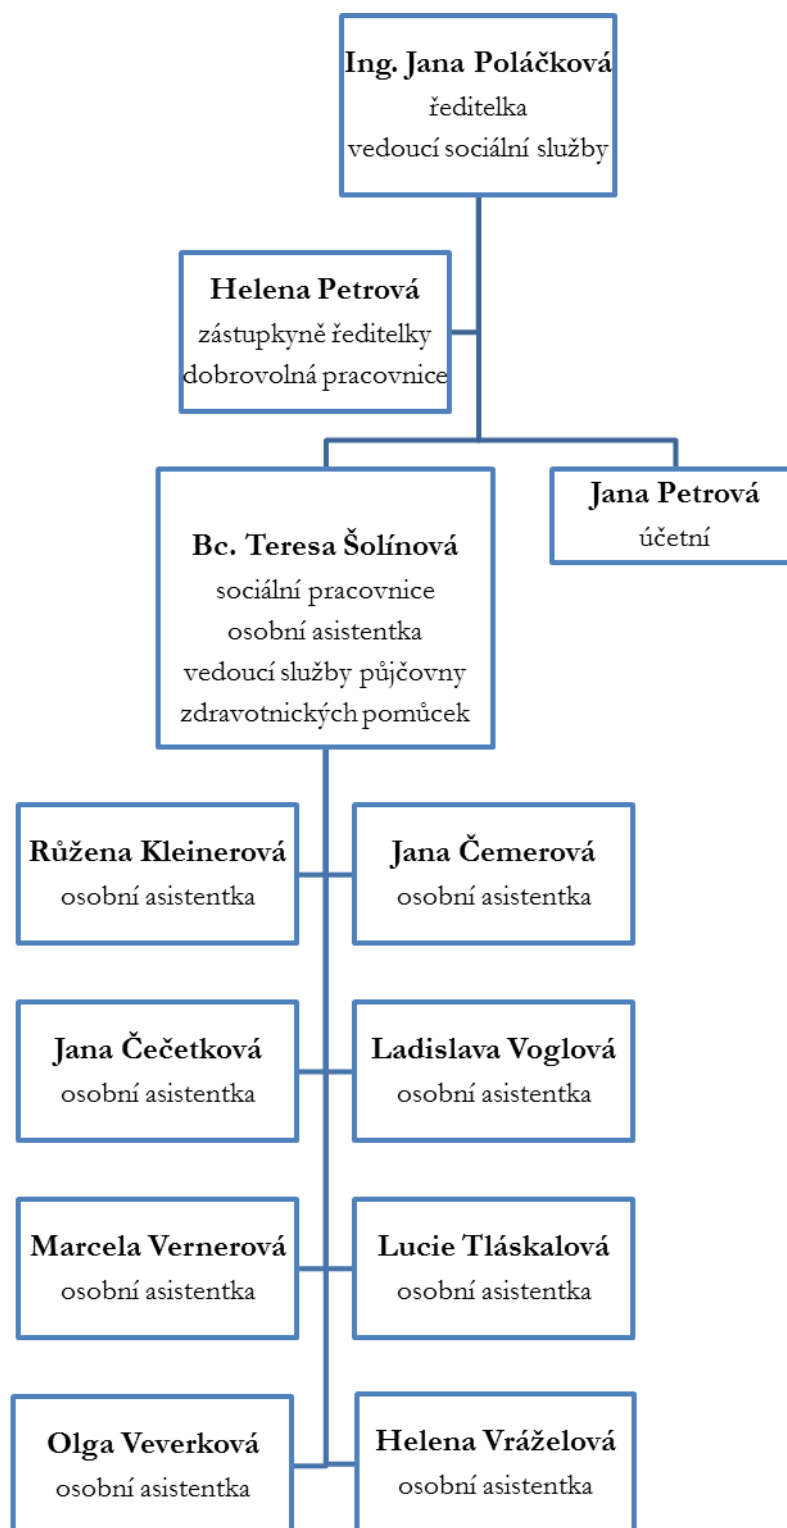 Ing. Jana Poláčková
ředitelka
vedoucí sociální služby
Helena Petrová
zástupkyně ředitelky
dobrovolná pracovnice
Bc. Teresa Šolínová
sociální pracovnice
osobní asistentka
vedoucí služby půjčovny
zdravotnických pomůcek
Jana Petrová
účetní
Růžena Kleinerová
osobní asistentka
Jana Čemerová
osobní asistentka
Jana Čečetková
osobní asistentka
Ladislava Voglová
osobní asistentka
Marcela Vernerová
osobní asistentka
Lucie Tláskalová
osobní asistentka
Olga Veverková
osobní asistentka
Helena Vráželová
osobní asistentka